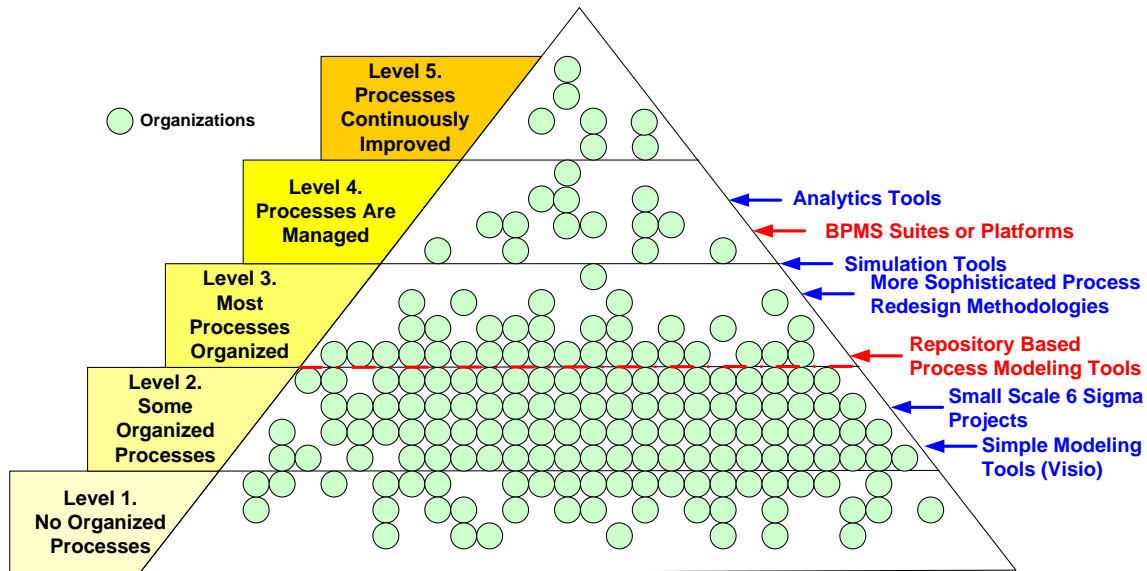 Organizations
Level 5.
Processes
Continuously
Improved
Level 4.
Processes Are
Managed
Level 3.
Most
Processes
Organized
Level 2.
Some
Organized
Processes
Level 1.
No Organized
Processes
Analytics Tools
BPMS Suites or Platforms
Simulation Tools
More Sophisticated Process
Redesign Methodologies
Repository Based
Process Modeling Tools
Small Scale 6 Sigma
Projects
Simple Modeling
Tools (Visio)